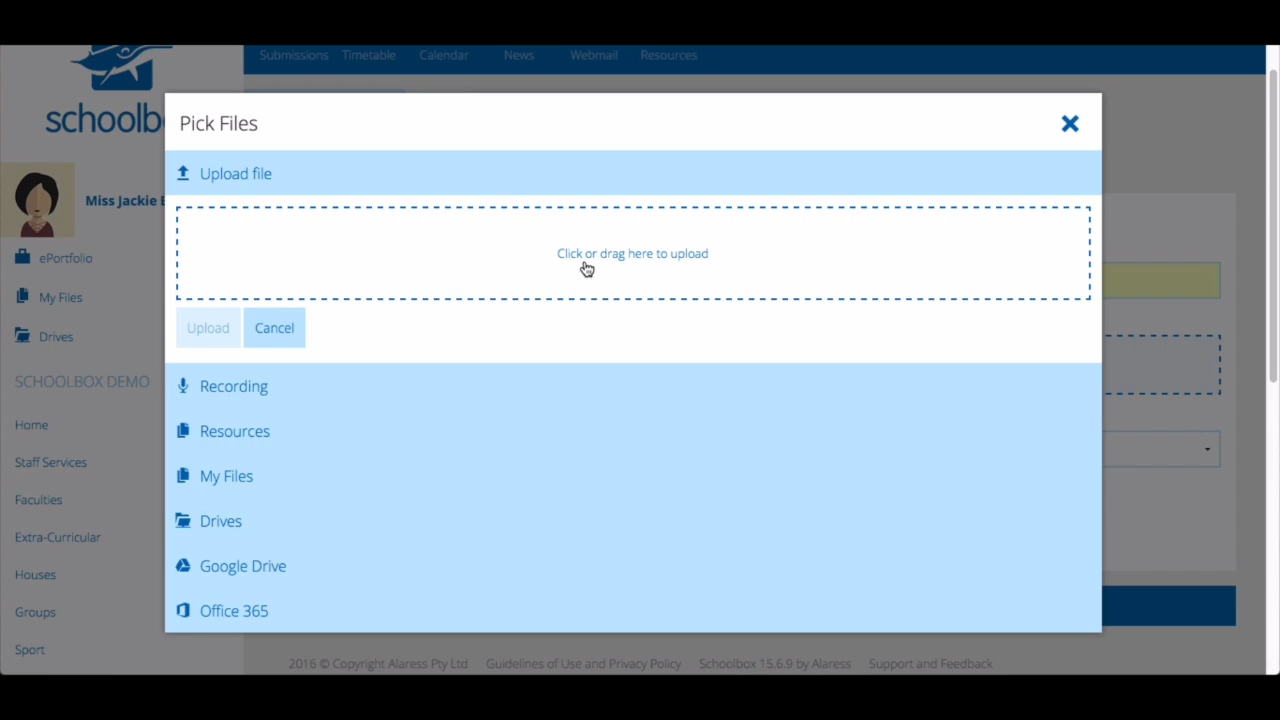 Submissions Timetable Calendar News Webmail Resources
Pick Files
Upload file
Click or drag here to upload
Upload Cancel
Recording
Resources
My Files
Drives
Google Drive
Office 365
schoolb
Miss Jackie
ePortfolio
My Files
Drives
SCHOOLBOX DEMO
Home
Staff Services
Faculties
Extra-Curricular
Houses
Groups
Sport
2016 © Copyright Alaress Pty Ltd Guidelines of Use and Privacy Policy Schoolbox 15.6.9 by Alaress Support and Feedback